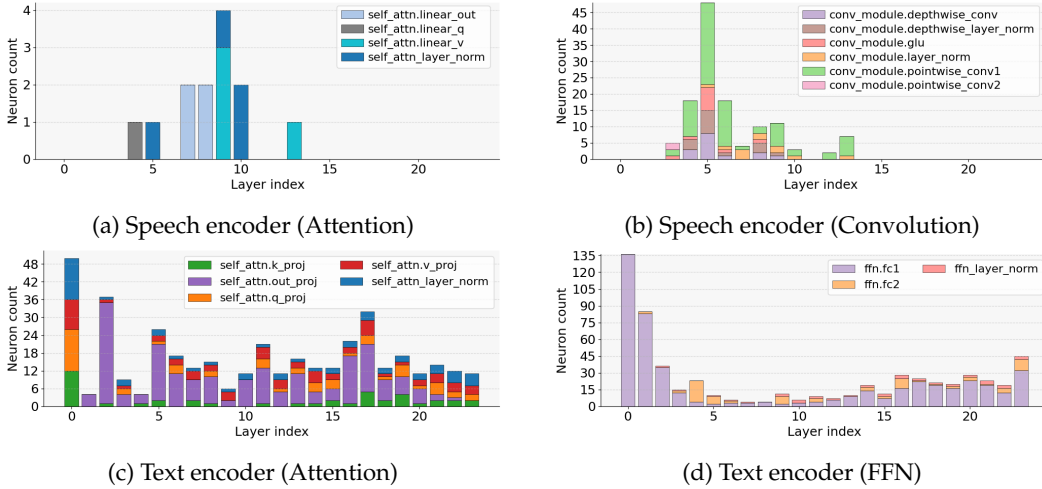 Neuron count
4
3
2
1
0
self_attn.linear_out
self_attn.linear_q
self_attn.linear_v
self_attn_layer_norm
0 5 10 15 20
Layer index
(a) Speech encoder (Attention)
Neuron count
45
40
35
30
25
20
15
10
5
0
conv_module.depthwise_conv
conv_module.depthwise_layer_norm
conv_module.glu
conv_module.layer_norm
conv_module.pointwise_conv1
conv_module.pointwise_conv2
0 5 10 15 20
Layer index
(b) Speech encoder (Convolution)
Neuron count
48
42
36
30
24
18
12
6
0
self_attn.k_proj self_attn.v_proj
self_attn.out_proj self_attn_layer_norm
self_attn.q_proj
0 5 10 15 20
Layer index
(c) Text encoder (Attention)
Neuron count
135
120
105
90
75
60
45
30
15
0
ffn.fc1 ffn_layer_norm
ffn.fc2
0 5 10 15 20
Layer index
(d) Text encoder (FFN)